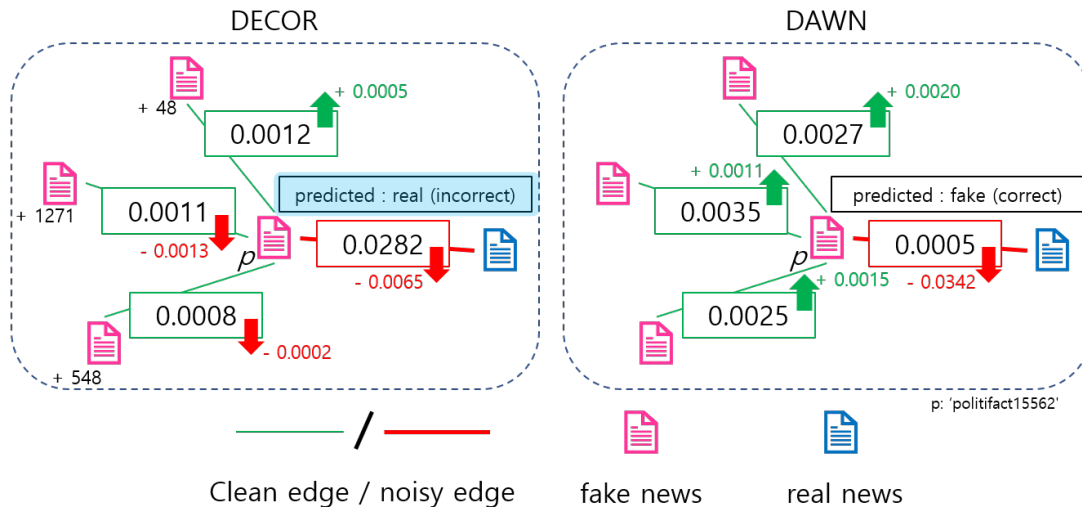 DECOR
+ 48
+ 0.0005
0.0012
+ 1271
0.0011
- 0.0013
predicted : real (incorrect)
p
0.0282
- 0.0065
0.0008
- 0.0002
+ 548
DAWN
+ 0.0020
0.0027
+ 0.0011
0.0035
predicted : fake (correct)
p
0.0005
- 0.0342
+ 0.0015
0.0025
p: 'politifact15562'
/
Clean edge / noisy edge
fake news
real news